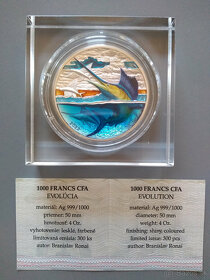 1000 FRANCS CFA
EVOLÚCIA
materiál: Ag 999/1000
priemer: 50 mm
hmotnosť: 4 Oz.
vyhotovenie: lesklá, farbené
limitovaná emisia: 300 ks
autor: Branislav Ronai
1000 FRANCS CFA
EVOLUTION
material: Ag 999/1000
diameter: 50 mm
weight: 4 Oz.
finishing: shiny, coloured
limited issue: 300 pcs
author: Branislav Ronai